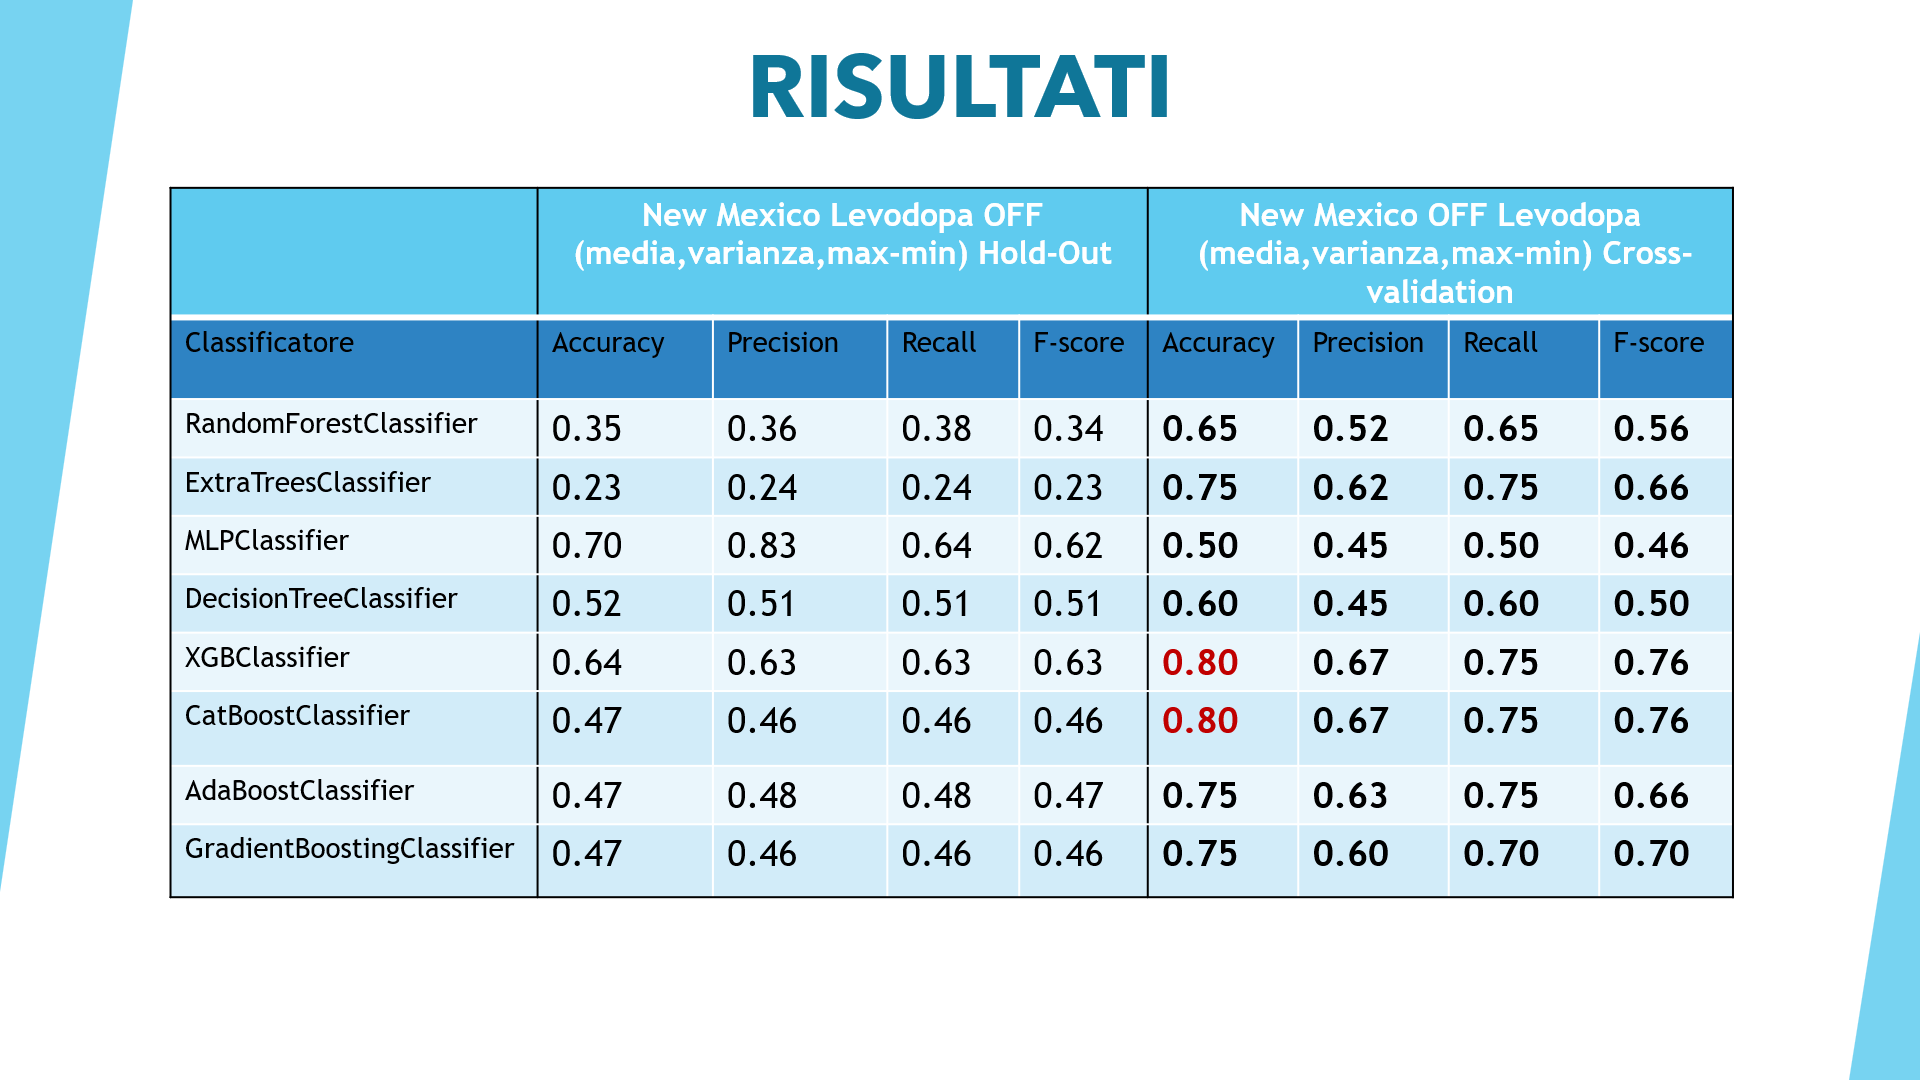 RISULTATI
New Mexico Levodopa OFF
(media,varianza,max-min) Hold-Out
New Mexico OFF Levodopa
(media,varianza,max-min) Cross-
validation
Classificatore Accuracy Precision Recall F-score Accuracy Precision Recall F-score
RandomForestClassifier 0.35 0.36 0.38 0.34 0.65 0.52 0.65 0.56
ExtraTreesClassifier 0.23 0.24 0.24 0.23 0.75 0.62 0.75 0.66
MLPClassifier 0.70 0.83 0.64 0.62 0.50 0.45 0.50 0.46
DecisionTreeClassifier 0.52 0.51 0.51 0.51 0.60 0.45 0.60 0.50
XGBClassifier 0.64 0.63 0.63 0.63 0.80 0.67 0.75 0.76
CatBoostClassifier 0.47 0.46 0.46 0.46 0.80 0.67 0.75 0.76
AdaBoostClassifier 0.47 0.48 0.48 0.47 0.75 0.63 0.75 0.66
GradientBoostingClassifier 0.47 0.46 0.46 0.46 0.75 0.60 0.70 0.70